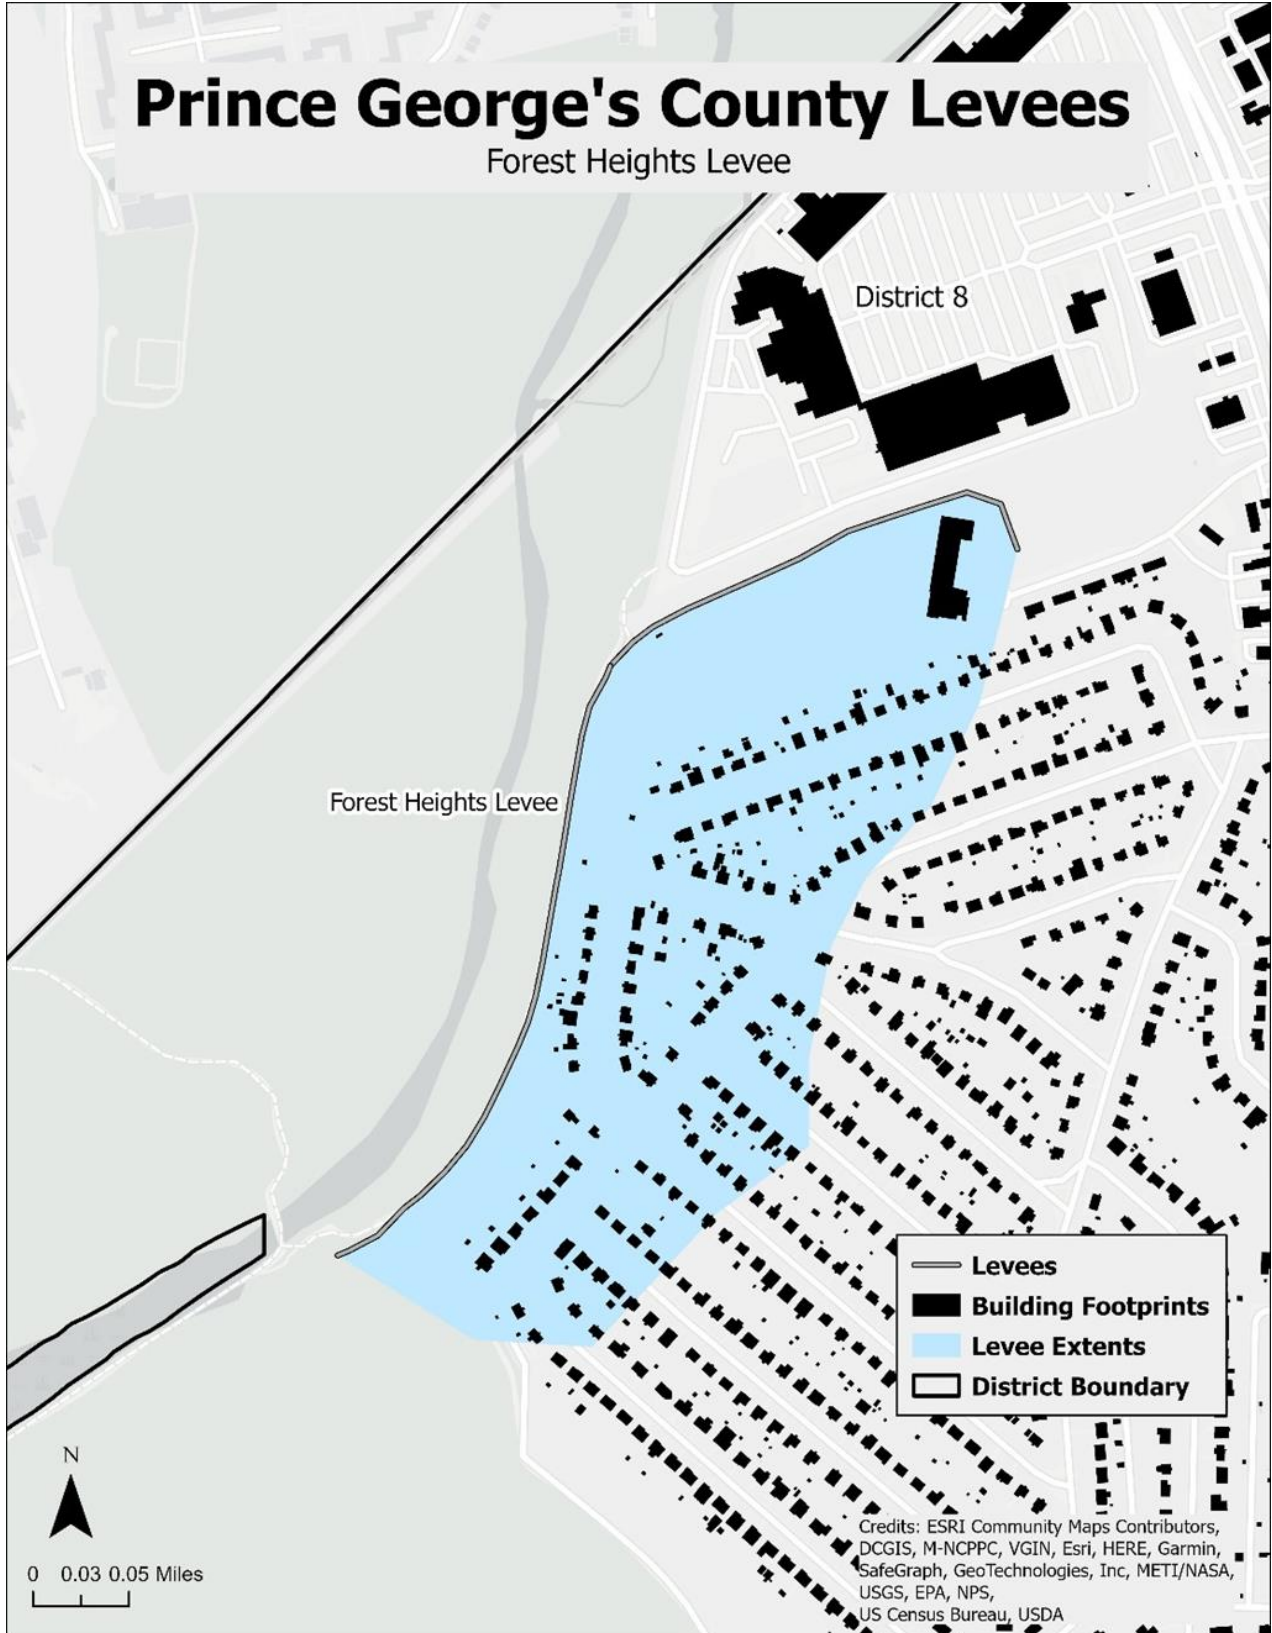 Prince George's County Levees
Forest Heights Levee
District 8
Forest Heights Levee
Levees
Building Footprints
Levee Extents
District Boundary
N
0 0.03 0.05 Miles
Credits: ESRI Community Maps Contributors,
DCGIS, M-NCPPC, VGIN, Esri, HERE, Garmin,
SafeGraph, GeoTechnologies, Inc, METI/NASA,
USGS, EPA, NPS,
US Census Bureau, USDA